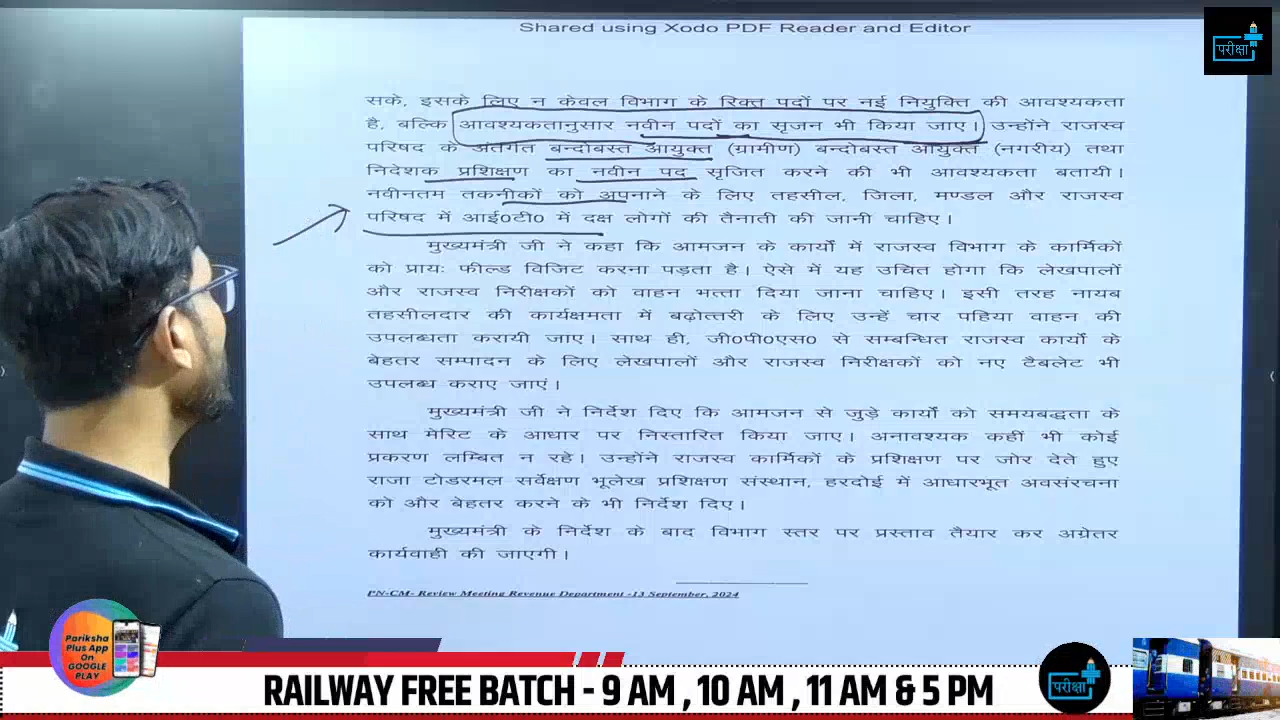 Shared using Xodo PDF Reader and Editor
परीक्षा
सके, इसके लिए न केवल विभाग के रिक्त पदों पर नई नियुक्ति की आवश्यकता
है, बल्कि आवश्यकतानुसार नवीन पदों का सृजन भी किया जाए। उन्होंने राजस्व
परिषद के अंतर्गत बन्दोबस्त आयुक्त (ग्रामीण) बन्दोबस्त आयुक्त (नगरीय) तथा
निदेशक प्रशिक्षण का नवीन पद सृजित करने की भी आवश्यकता बतायी।
नवीनतम तकनीकों को अपनाने के लिए तहसील, जिला, मण्डल और राजस्व
परिषद में आई0टी0 में दक्ष लोगों की तैनाती की जानी चाहिए।
मुख्यमंत्री जी ने कहा कि आमजन के कार्यों में राजस्व विभाग के कार्मिकों
को प्रायः फील्ड विजिट करना पड़ता है। ऐसे में यह उचित होगा कि लेखपालों
और राजस्व निरीक्षकों को वाहन भत्ता दिया जाना चाहिए। इसी तरह नायब
तहसीलदार की कार्यक्षमता में बढ़ोत्तरी के लिए उन्हें चार पहिया वाहन की
उपलब्धता करायी जाए। साथ ही, जी0पी0एस0 से सम्बन्धित राजस्व कार्यों के
बेहतर सम्पादन के लिए लेखपालों और राजस्व निरीक्षकों को नए टैबलेट भी
उपलब्ध कराए जाएं।
मुख्यमंत्री जी ने निर्देश दिए कि आमजन से जुड़े कार्यों को समयबद्धता के
साथ मेरिट के आधार पर निस्तारित किया जाए। अनावश्यक कहीं भी कोई
प्रकरण लम्बित न रहे। उन्होंने राजस्व कार्मिकों के प्रशिक्षण पर जोर देते हुए
राजा टोडरमल सर्वेक्षण भूलेख प्रशिक्षण संस्थान, हरदोई में आधारभूत अवसंरचना
को और बेहतर करने के भी निर्देश दिए।
मुख्यमंत्री के निर्देश के बाद विभाग स्तर पर प्रस्ताव तैयार कर अग्रेतर
कार्यवाही की जाएगी।
PN-CM- Review Meeting Revenue Department -13 September, 2024
Pariksha
Plus App
On
GOOGLE
PLAY
RAILWAY FREE BATCH - 9 AM , 10 AM , 11 AM & 5 PM
परीक्षा